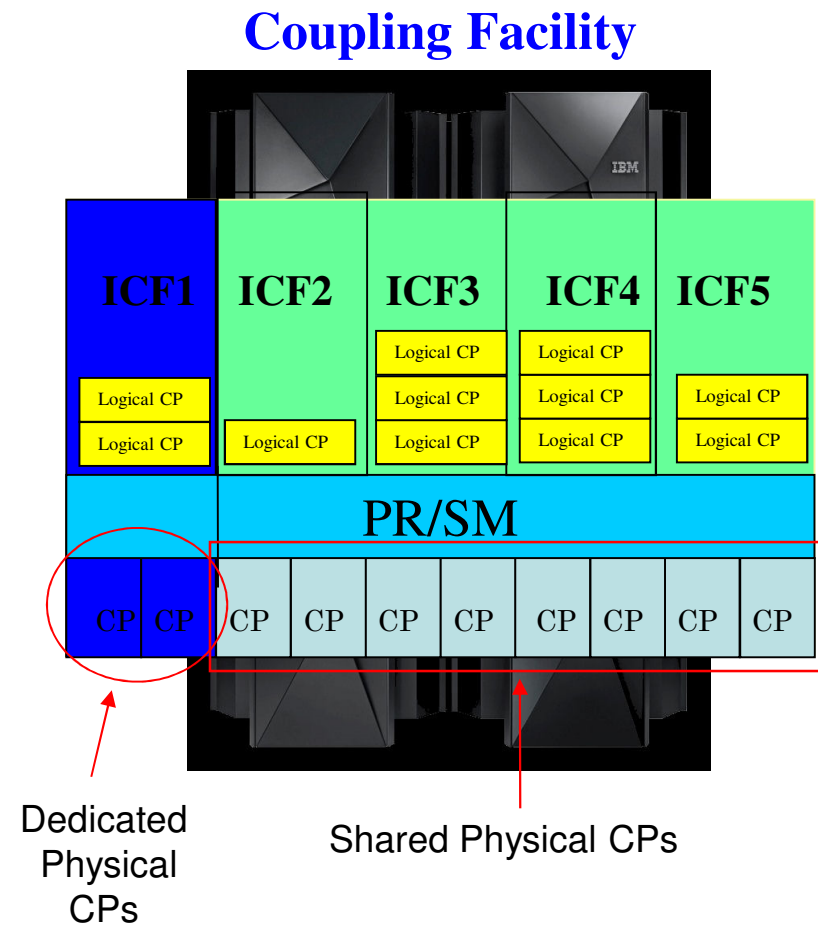 Coupling Facility
IBM
ICF1 ICF2 ICF3 ICF4 ICF5
Logical CP Logical CP
Logical CP Logical CP Logical CP Logical CP
Logical CP Logical CP Logical CP Logical CP Logical CP
PR/SM
CP CP CP CP CP CP CP CP CP CP
Dedicated
Physical
CPs
Shared Physical CPs